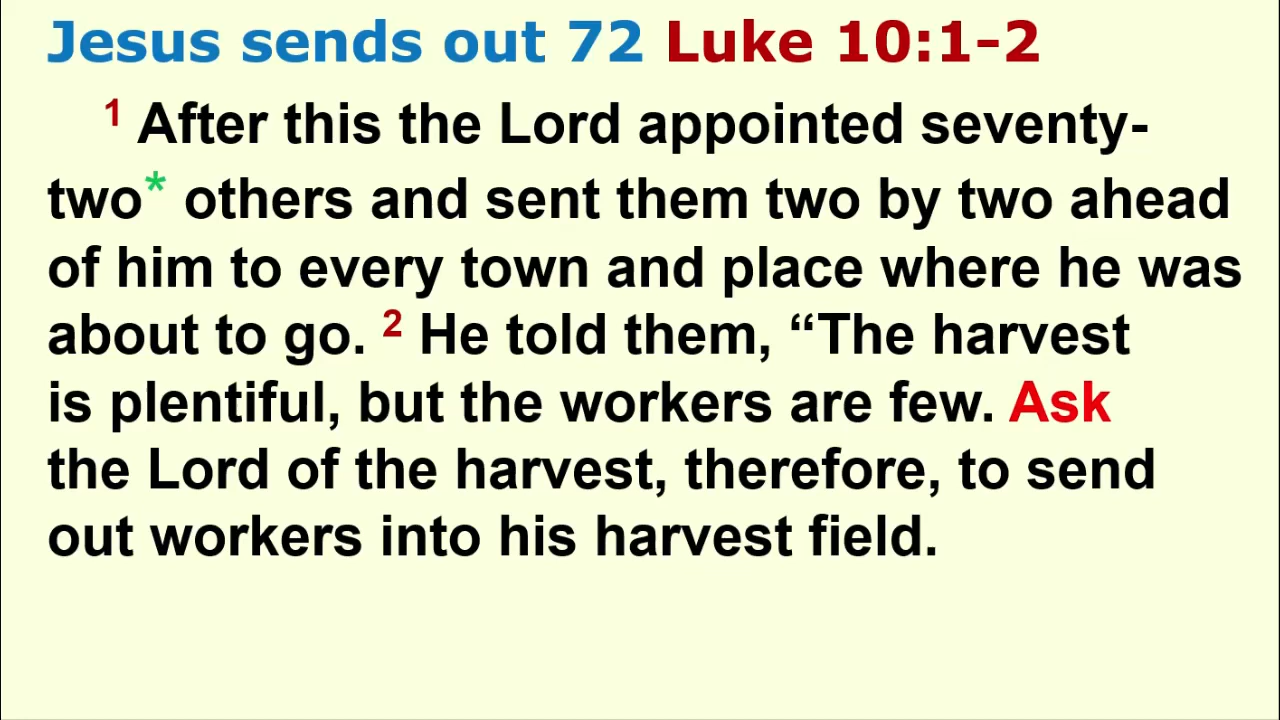 Jesus sends out 72 Luke 10:1-2
1 After this the Lord appointed seventy-
two* others and sent them two by two ahead
of him to every town and place where he was
about to go. 2 He told them, “The harvest
is plentiful, but the workers are few. Ask
the Lord of the harvest, therefore, to send
out workers into his harvest field.